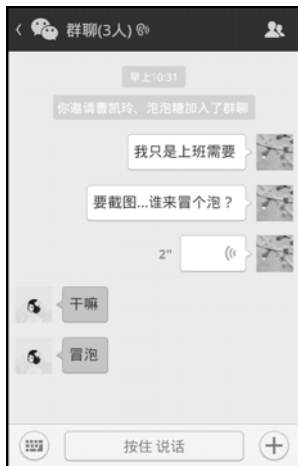 群聊(3人)
早上10:31
你邀请曹凯玲、泡泡糖加入了群聊
我只是上班需要
要截图...谁来冒个泡？
2"
干嘛
冒泡
按住 说话